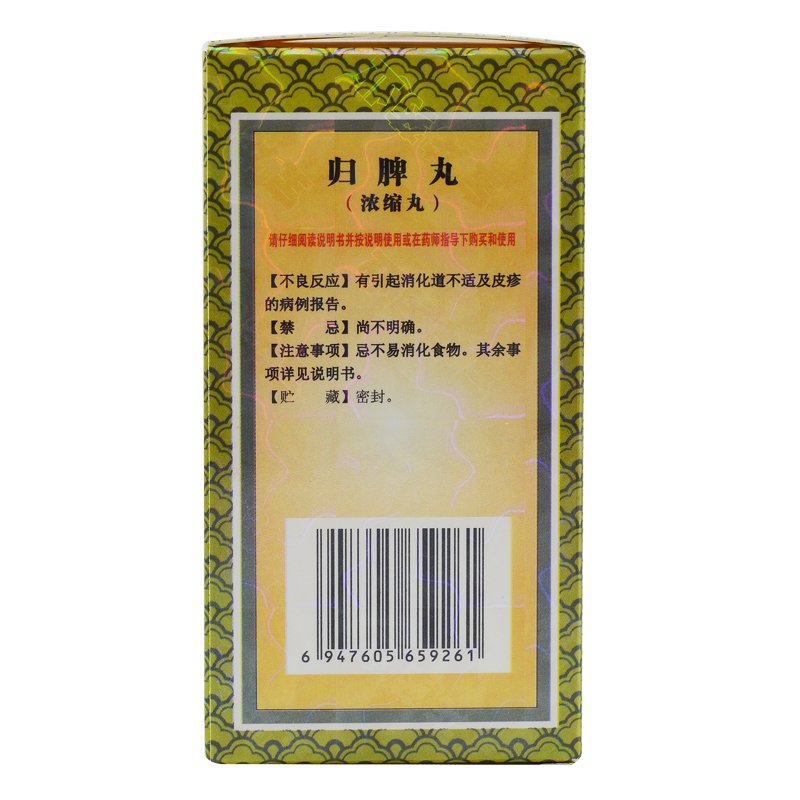 归脾丸
（浓缩丸）
请仔细阅读说明书并按说明使用或在药师指导下购买和使用
【不良反应】有引起消化道不适及皮疹
的病例报告。
【禁　忌】尚不明确。
【注意事项】忌不易消化食物。其余事
项详见说明书。
【贮　藏】密封。
6 947605 659261